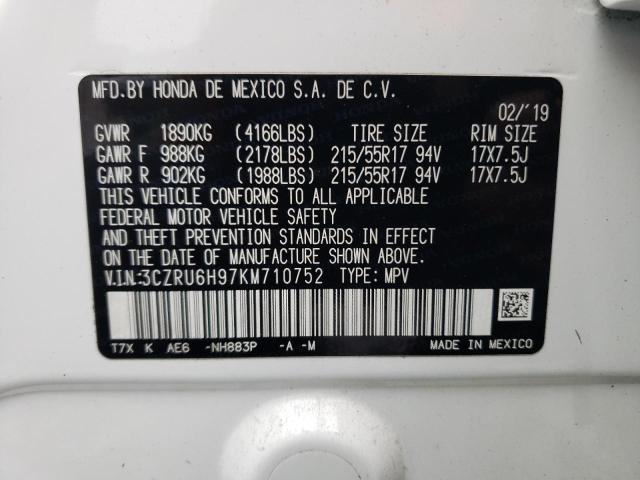 MFD. BY HONDA DE MEXICO S.A. DE C.V.
02/'19
GVWR 1890KG (4166LBS) TIRE SIZE RIM SIZE
GAWR F 988KG (2178LBS) 215/55R17 94V 17X7.5J
GAWR R 902KG (1988LBS) 215/55R17 94V 17X7.5J
THIS VEHICLE CONFORMS TO ALL APPLICABLE
FEDERAL MOTOR VEHICLE SAFETY
AND THEFT PREVENTION STANDARDS IN EFFECT
ON THE DATE OF MANUFACTURE SHOWN ABOVE.
V.I.N:3CZRU6H97KM710752 TYPE: MPV
T7X K AE6 -NH883P -A -M MADE IN MEXICO